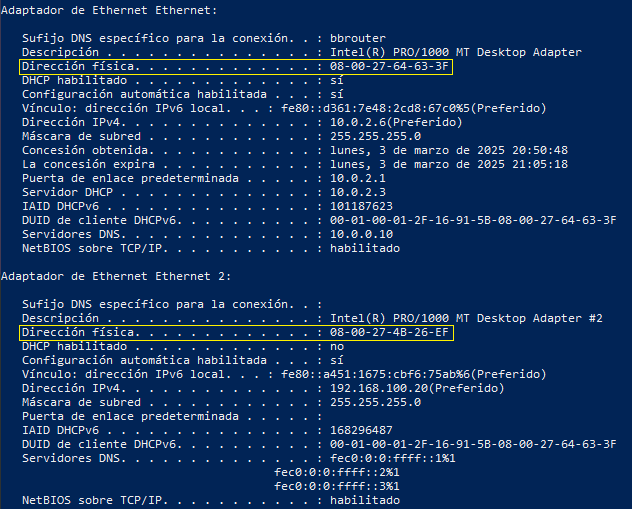 Adaptador de Ethernet Ethernet:
Sufijo DNS específico para la conexión. . : bbrouter
Descripción . . . . . . . . . . . . . . . : Intel(R) PRO/1000 MT Desktop Adapter
Dirección física. . . . . . . . . . . . . : 08-00-27-64-63-3F
DHCP habilitado . . . . . . . . . . . . . : sí
Configuración automática habilitada . . . : sí
Vínculo: dirección IPv6 local. . . : fe80::d361:7e48:2cd8:67c0%5(Preferido)
Dirección IPv4. . . . . . . . . . . . . . : 10.0.2.6(Preferido)
Máscara de subred . . . . . . . . . . . . : 255.255.255.0
Concesión obtenida. . . . . . . . . . . . : lunes, 3 de marzo de 2025 20:50:48
La concesión expira . . . . . . . . . . . : lunes, 3 de marzo de 2025 21:05:18
Puerta de enlace predeterminada . . . . . : 10.0.2.1
Servidor DHCP . . . . . . . . . . . . . . : 10.0.2.3
IAID DHCPv6 . . . . . . . . . . . . . . . : 101187623
DUID de cliente DHCPv6. . . . . . . . . . : 00-01-00-01-2F-16-91-5B-08-00-27-64-63-3F
Servidores DNS. . . . . . . . . . . . . . : 10.0.0.10
NetBIOS sobre TCP/IP. . . . . . . . . . . : habilitado
Adaptador de Ethernet Ethernet 2:
Sufijo DNS específico para la conexión. . :
Descripción . . . . . . . . . . . . . . . : Intel(R) PRO/1000 MT Desktop Adapter #2
Dirección física. . . . . . . . . . . . . : 08-00-27-4B-26-EF
DHCP habilitado . . . . . . . . . . . . . : no
Configuración automática habilitada . . . : sí
Vínculo: dirección IPv6 local. . . : fe80::a451:1675:cbf6:75ab%6(Preferido)
Dirección IPv4. . . . . . . . . . . . . . : 192.168.100.20(Preferido)
Máscara de subred . . . . . . . . . . . . : 255.255.255.0
Puerta de enlace predeterminada . . . . . :
IAID DHCPv6 . . . . . . . . . . . . . . . : 168296487
DUID de cliente DHCPv6. . . . . . . . . . : 00-01-00-01-2F-16-91-5B-08-00-27-64-63-3F
Servidores DNS. . . . . . . . . . . . . . : fec0:0:0:ffff::1%1
fec0:0:0:ffff::2%1
fec0:0:0:ffff::3%1
NetBIOS sobre TCP/IP. . . . . . . . . . . : habilitado